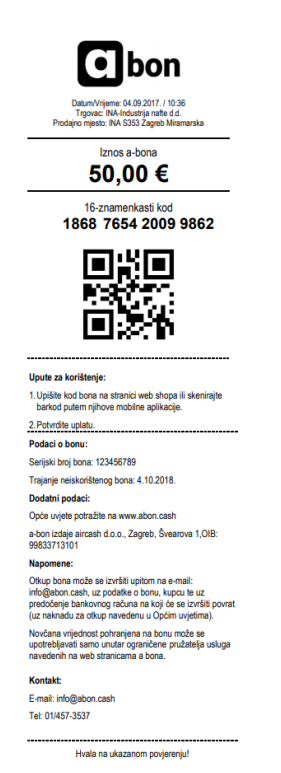 abon
Datum/Vrijeme: 04.09.2017. / 10:36
Trgovac: INA-Industrija nafte d.d.
Prodajno mjesto: INA S353 Zagreb Miramarska
Iznos a-bona
50,00 €
16-znamenkasti kod
1868 7654 2009 9862
Upute za korištenje:
1. Upišite kod bona na stranici web shopa ili skenirajte
barkod putem njihove mobilne aplikacije.
2. Potvrdite uplatu.
Podaci o bonu:
Serijski broj bona: 123456789
Trajanje neiskorištenog bona: 4.10.2018.
Dodatni podaci:
Opće uvjete potražite na www.abon.cash
a-bon izdaje aircash d.o.o., Zagreb, Švearova 1,OIB:
99833713101
Napomene:
Otkup bona može se izvršiti upitom na e-mail:
info@abon.cash, uz podatke o bonu, kupcu te uz
predočenje bankovnog računa na koji će se izvršiti povrat
(uz naknadu za otkup navedenu u Općim uvjetima).
Novčana vrijednost pohranjena na bonu može se
upotrebljavati samo unutar ograničene pružatelja usluga
navedenih na web stranicama a bona.
Kontakt:
E-mail: info@abon.cash
Tel: 01/457-3537
Hvala na ukazanom povjerenju!